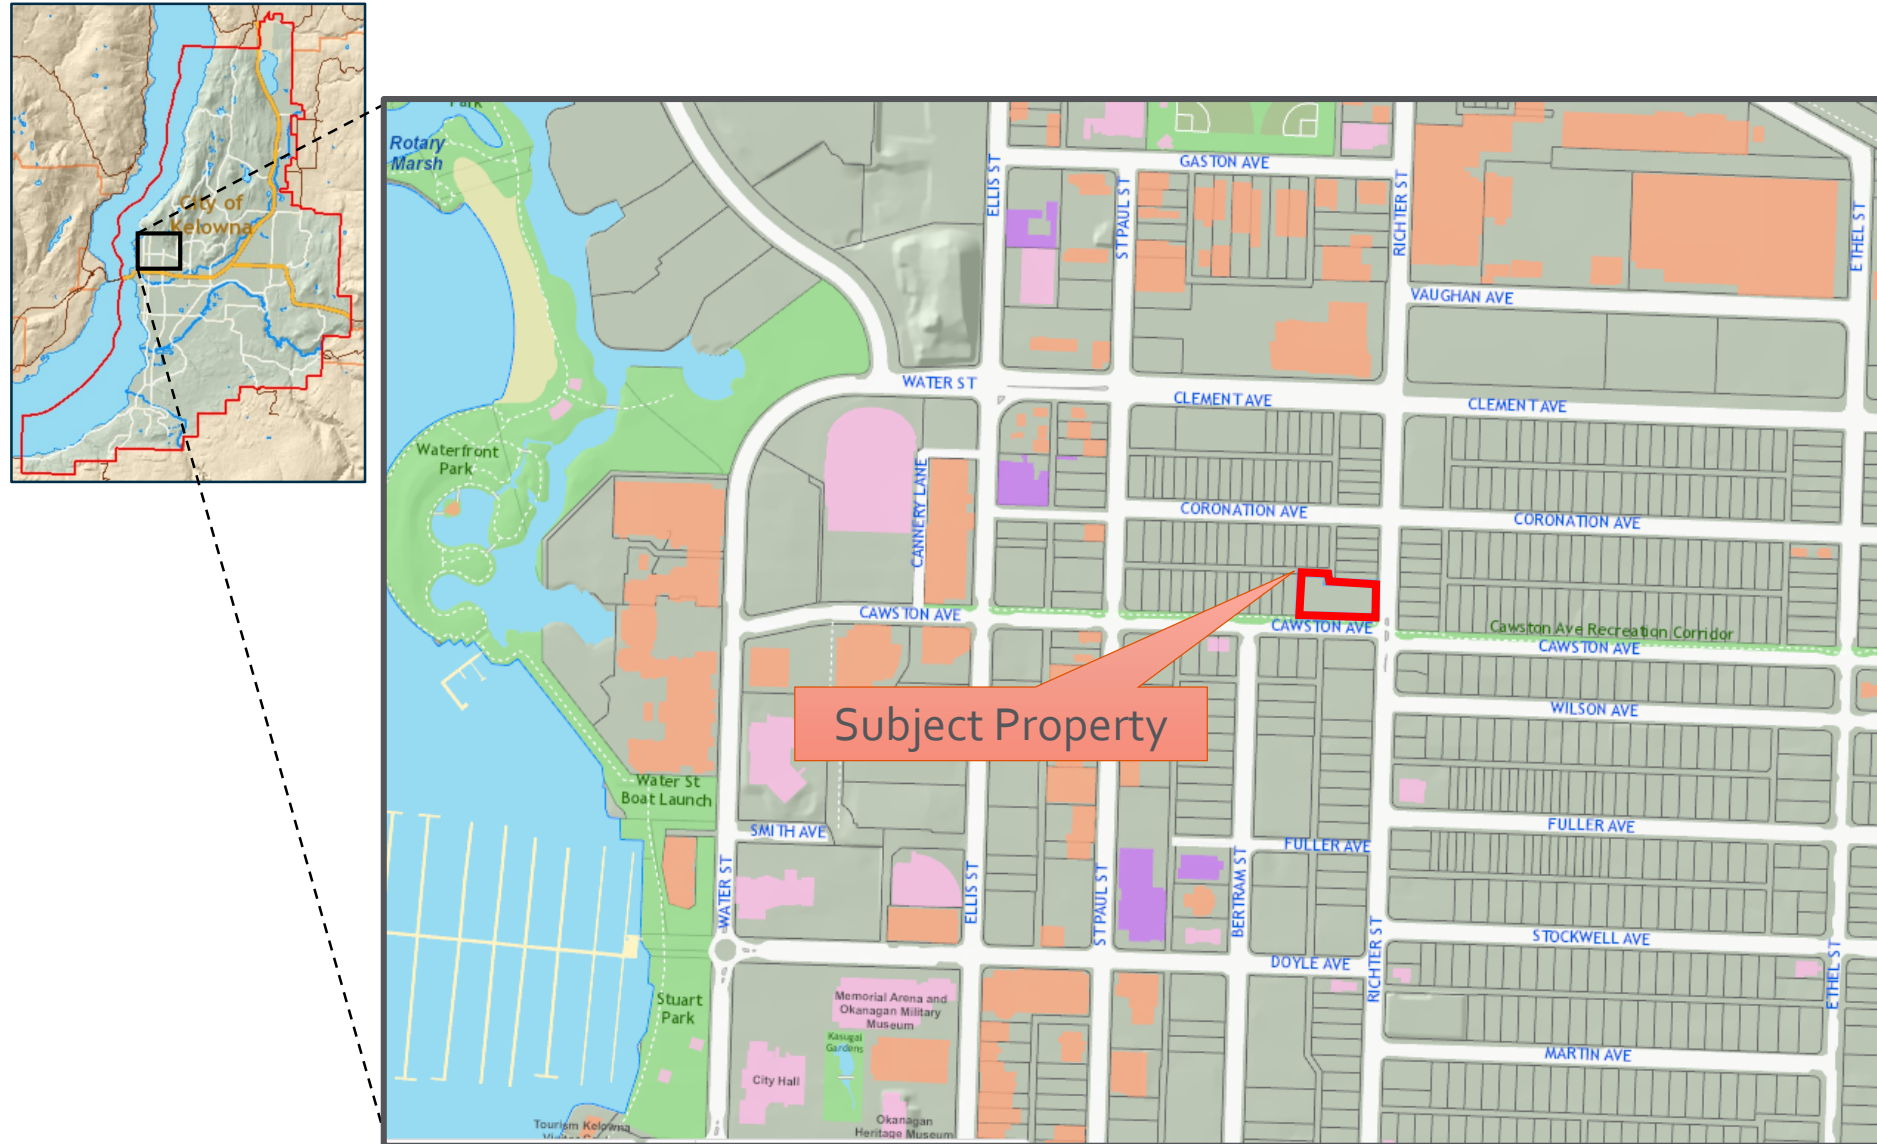 City of
Kelowna
Park
Rotary
Marsh
GASTON AVE
ELLIS ST
ST PAUL ST
RICHTER ST
ETHEL ST
VAUGHAN AVE
WATER ST
CLEMENT AVE
CLEMENT AVE
Waterfront
Park
CANNERY LANE
CORONATION AVE
CORONATION AVE
CAWSTON AVE
CAWSTON AVE
Cawston Ave Recreation Corridor
CAWSTON AVE
Subject Property
WILSON AVE
Water St
Boat Launch
SMITH AVE
FULLER AVE
FULLER AVE
WATER ST
ELLIS ST
ST PAUL ST
BERTRAM ST
RICHTER ST
ETHEL ST
STOCKWELL AVE
DOYLE AVE
Stuart
Park
Memorial Arena and
Okanagan Military
Museum
Kasugai
Gardens
City Hall
MARTIN AVE
Okanagan
Heritage Museum
Tourism Kelowna